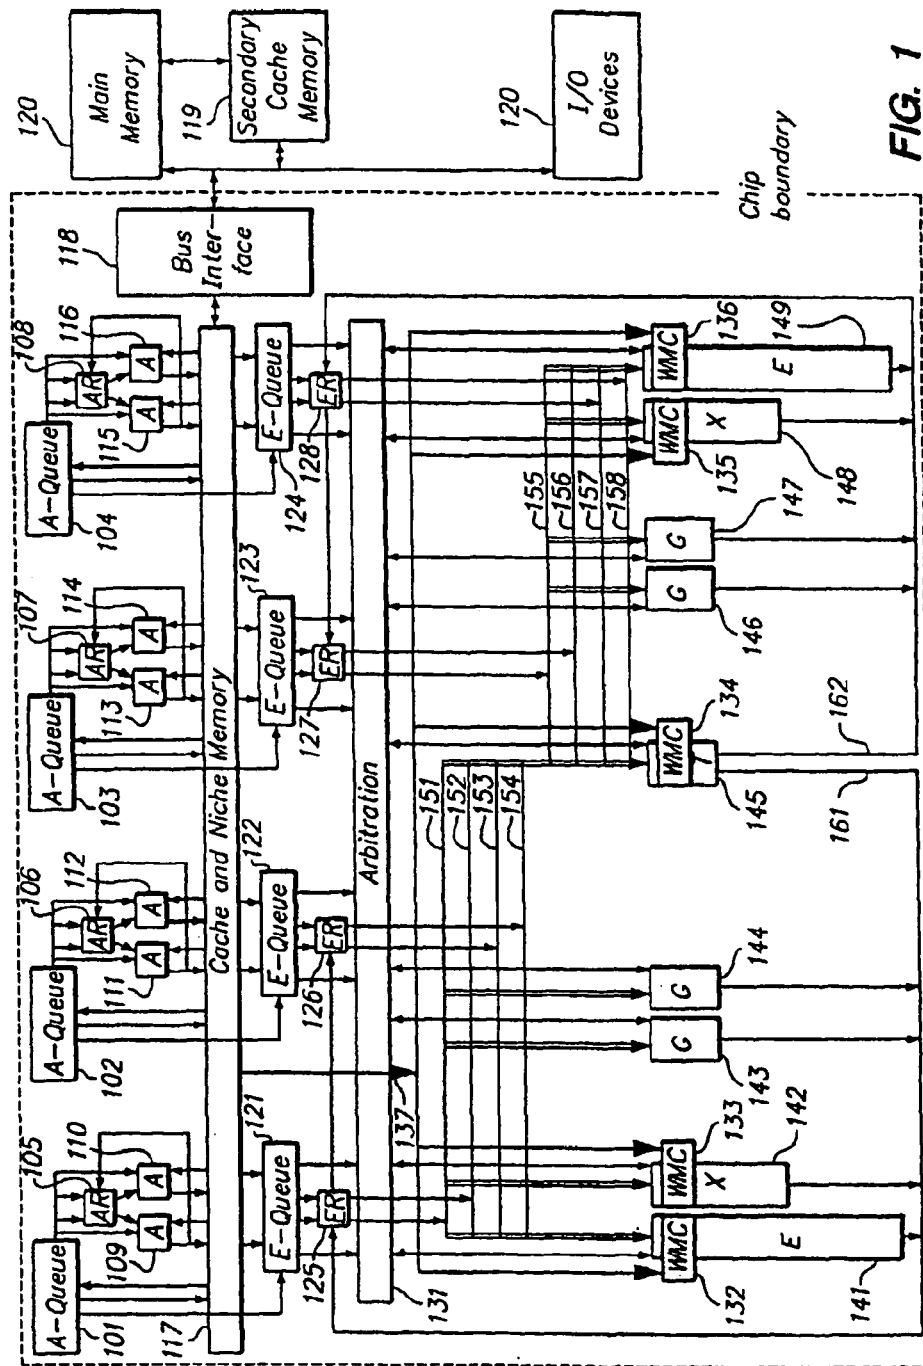 101
A-Queue
105
AR
109
A
110
A
102
A-Queue
106
AR
111
A
112
A
103
A-Queue
107
AR
113
A
114
A
104
A-Queue
108
AR
115
A
116
A
117
Cache and Niche Memory
118
Bus
Inter-
face
120
Main
Memory
119
Secondary
Cache
Memory
120
I/O
Devices
121
E-Queue
122
E-Queue
123
E-Queue
124
E-Queue
125
ER
126
ER
127
ER
128
ER
131
Arbitration
137
151
152
153
154
155
156
157
158
Chip
boundary
132
WMC
E
141
133
WMC
X
142
G
143
G
144
134
WMC
T
145
G
146
G
147
135
WMC
X
148
136
WMC
E
149
161
162
FIG. 1